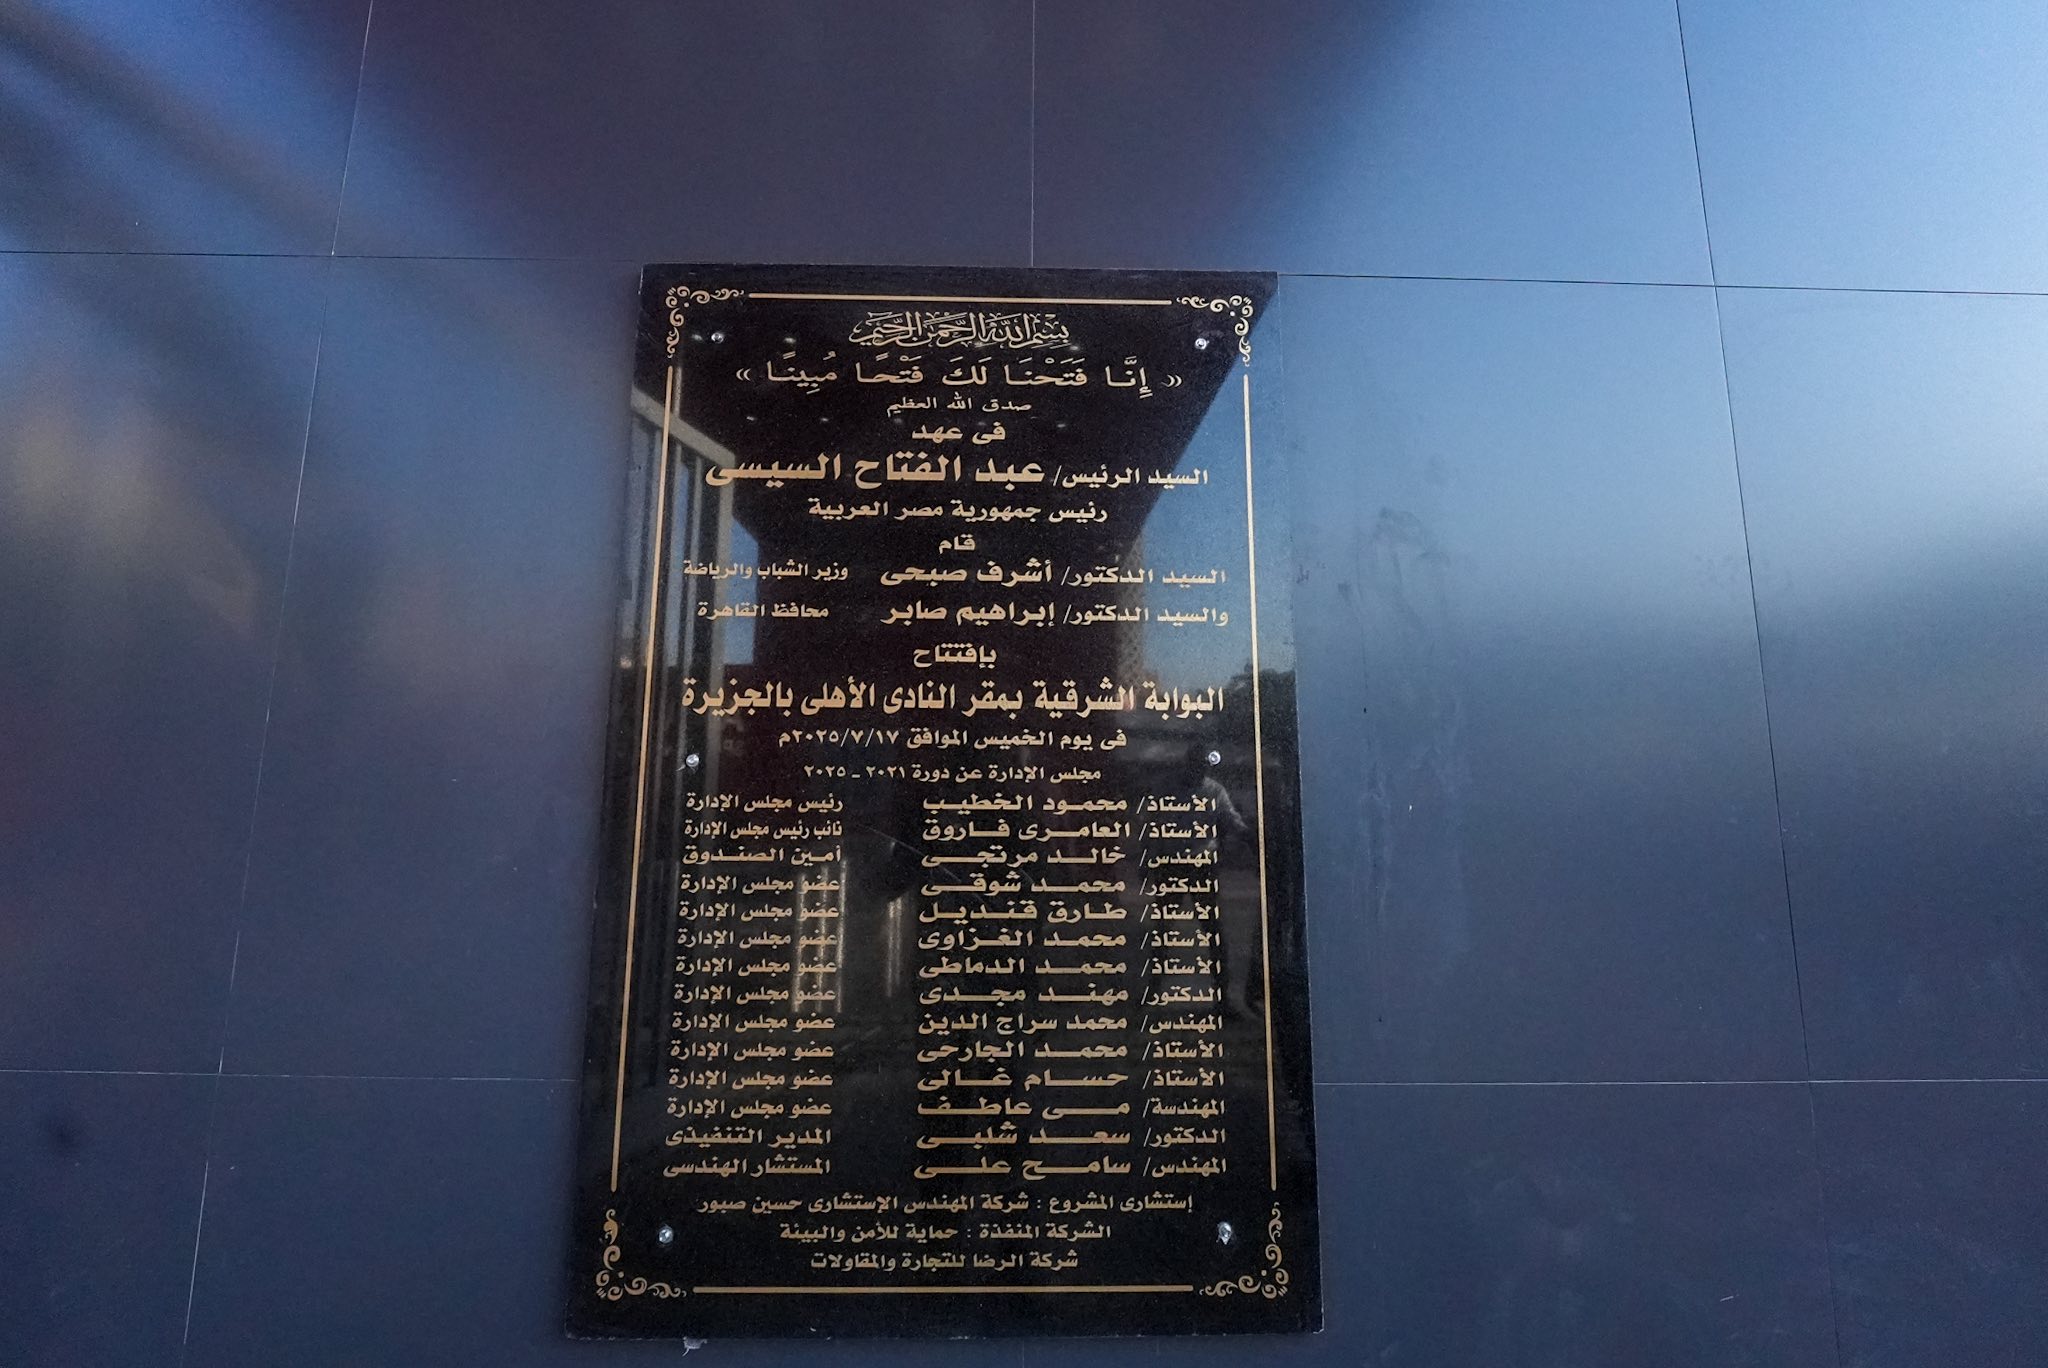 بسم الله الرحمن الرحيم
« إِنَّا فَتَحْنَا لَكَ فَتْحًا مُبِينًا »
صدق الله العظيم
فى عهد
السيد الرئيس/ عبد الفتاح السيسى
رئيس جمهورية مصر العربية
قام
السيد الدكتور/ أشرف صبحى وزير الشباب والرياضة
والسيد الدكتور/ إبراهيم صابر محافظ القاهرة
بإفتتاح
البوابة الشرقية بمقر النادى الأهلى بالجزيرة
فى يوم الخميس الموافق ٢٠٢٥/٧/١٧م
مجلس الإدارة عن دورة ٢٠٢١ - ٢٠٢٥
الأستاذ/ محمود الخطيب رئيس مجلس الإدارة
الأستاذ/ العامرى فاروق نائب رئيس مجلس الإدارة
المهندس/ خالد مرتجى أمين الصندوق
الدكتور/ محمد شوقى عضو مجلس الإدارة
الأستاذ/ طارق قنديل عضو مجلس الإدارة
الأستاذ/ محمد الغزاوى عضو مجلس الإدارة
الأستاذ/ محمد الدماطى عضو مجلس الإدارة
الدكتور/ مهند مجدى عضو مجلس الإدارة
المهندس/ محمد سراج الدين عضو مجلس الإدارة
الأستاذ/ محمد الجارحى عضو مجلس الإدارة
الأستاذ/ حسام غالى عضو مجلس الإدارة
المهندسة/ مى عاطف عضو مجلس الإدارة
الدكتور/ سعد شلبى المدير التنفيذى
المهندس/ سامح على المستشار الهندسى
إستشارى المشروع : شركة المهندس الإستشارى حسين صبور
الشركة المنفذة : حماية للأمن والبيئة
شركة الرضا للتجارة والمقاولات